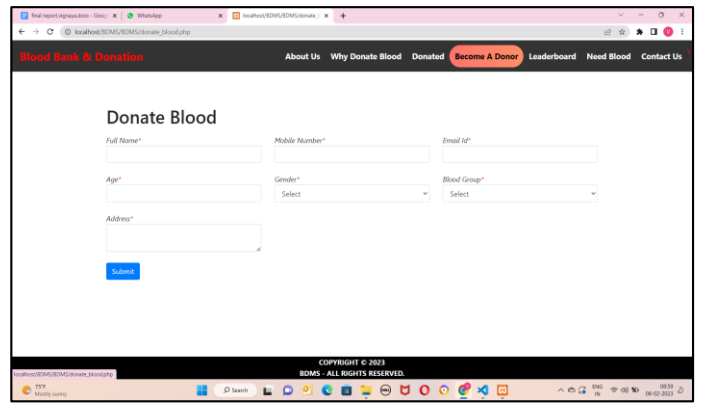 final report vignaya.docx - Goog
WhatsApp
localhost/BDMS/BDMS/donate_
localhost/BDMS/BDMS/donate_blood.php
Blood Bank & Donation
About Us Why Donate Blood Donated Become A Donor Leaderboard Need Blood Contact Us
Donate Blood
Full Name*
Mobile Number*
Email Id*
Age*
Gender*
Select
Blood Group*
Select
Address*
Submit
COPYRIGHT © 2023
BDMS - ALL RIGHTS RESERVED.
localhost/BDMS/BDMS/donate_blood.php
75°F
Mostly sunny
Search
ENG
IN
08:59
08-02-2023